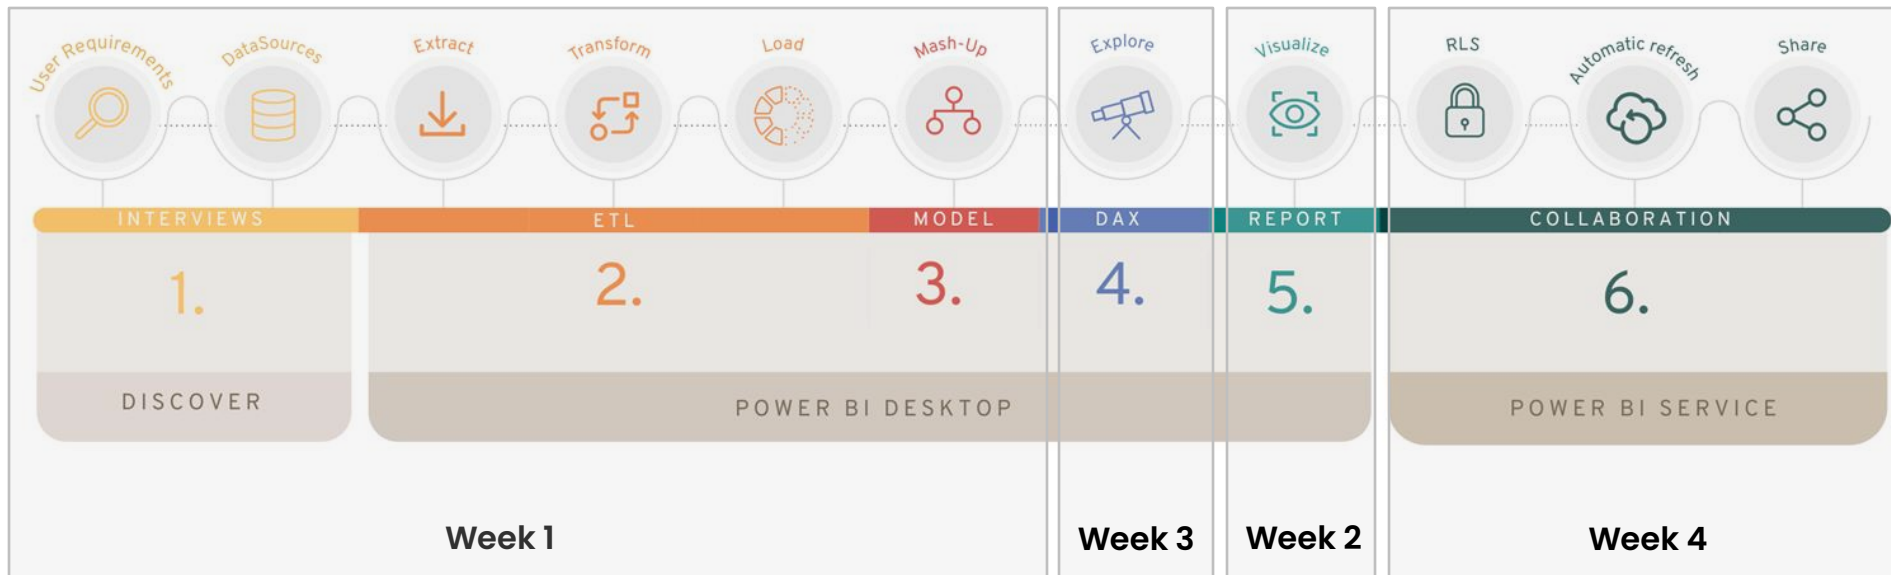 User Requirements
DataSources
Extract
Transform
Load
Mash-Up
Explore
Visualize
RLS
Automatic refresh
Share
INTERVIEWS
ETL
MODEL
DAX
REPORT
COLLABORATION
1.
2.
3.
4.
5.
6.
DISCOVER
POWER BI DESKTOP
POWER BI SERVICE
Week 1
Week 3
Week 2
Week 4